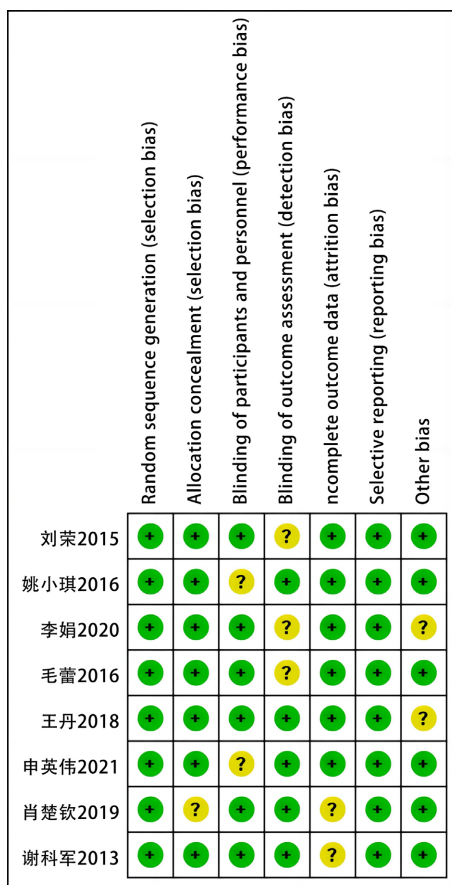 Random sequence generation (selection bias)
Allocation concealment (selection bias)
Blinding of participants and personnel (performance bias)
Blinding of outcome assessment (detection bias)
ncomplete outcome data (attrition bias)
Selective reporting (reporting bias)
Other bias
刘荣2015 + + + ? + + +
姚小琪2016 + + ? + + + +
李娟2020 + + + ? + + ?
毛蕾2016 + + + ? + + +
王丹2018 + + + + + + ?
申英伟2021 + + ? + + + +
肖楚钦2019 + ? + + ? + +
谢科军2013 + + + + ? + +